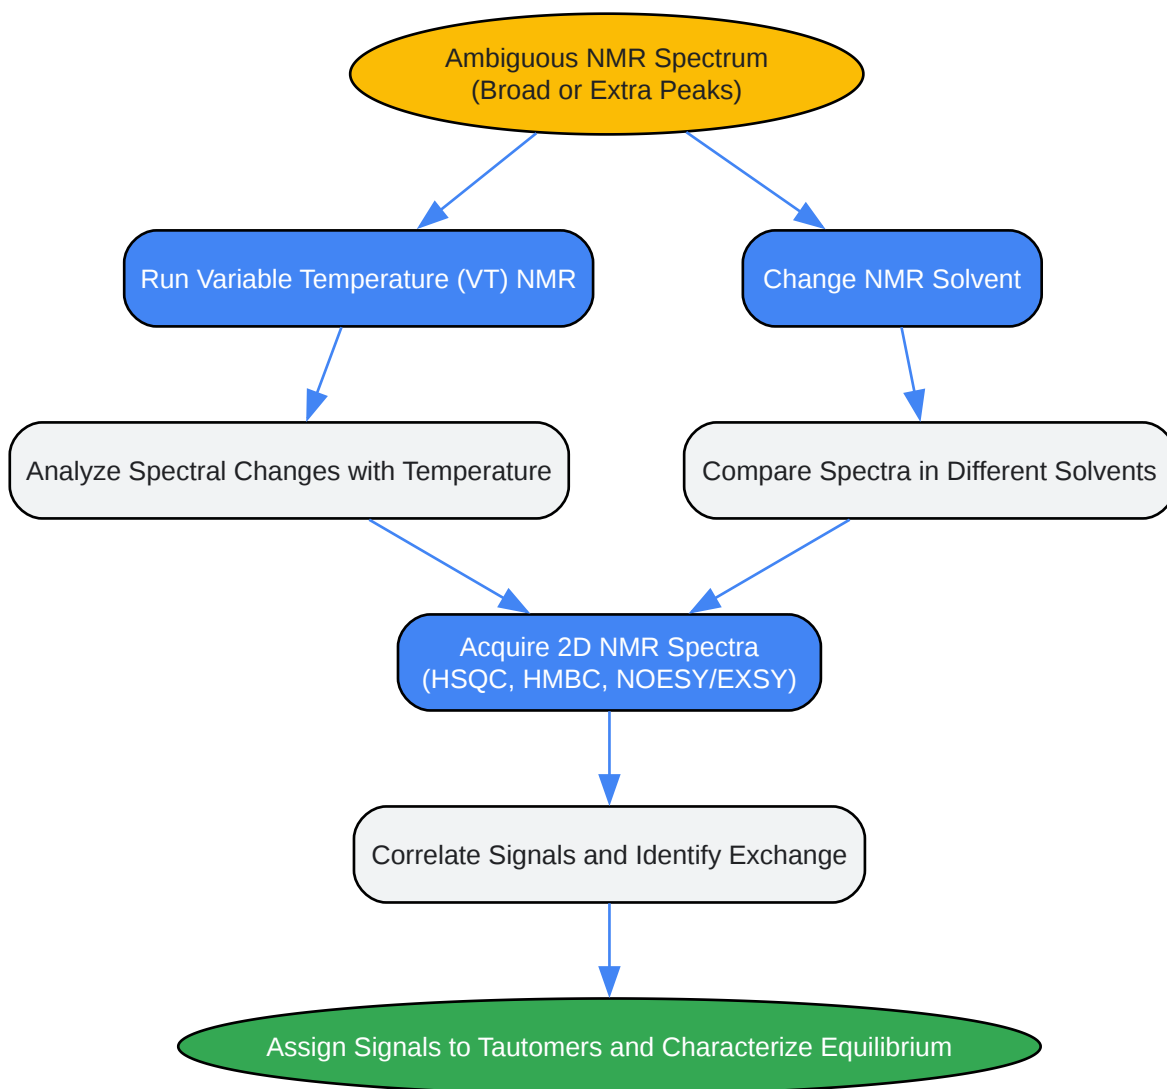 Ambiguous NMR Spectrum
(Broad or Extra Peaks)
Run Variable Temperature (VT) NMR
Change NMR Solvent
Analyze Spectral Changes with Temperature
Compare Spectra in Different Solvents
Acquire 2D NMR Spectra
(HSQC, HMBC, NOESY/EXSY)
Correlate Signals and Identify Exchange
Assign Signals to Tautomers and Characterize Equilibrium